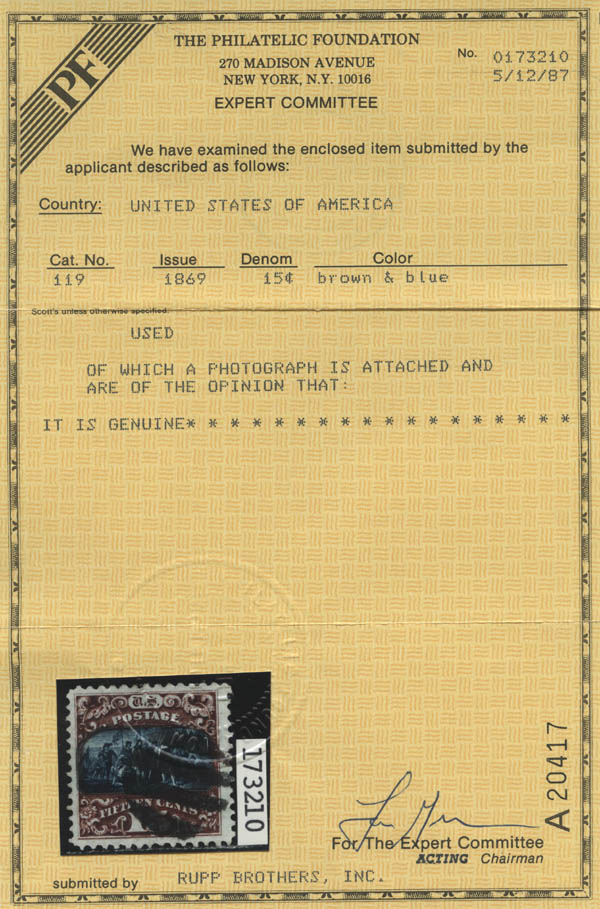 PF
THE PHILATELIC FOUNDATION
270 MADISON AVENUE
NEW YORK, N.Y. 10016
EXPERT COMMITTEE
No. 0173210
5/12/87
We have examined the enclosed item submitted by the
applicant described as follows:
Country: UNITED STATES OF AMERICA
Cat. No. Issue Denom Color
119 1869 15¢ brown & blue
Scott's unless otherwise specified.
USED
OF WHICH A PHOTOGRAPH IS ATTACHED AND
ARE OF THE OPINION THAT:
IT IS GENUINE* * * * * * * * * * * * * * * * * *
U.S.
POSTAGE
FIFTEEN CENTS
173210
A 20417
For The Expert Committee
ACTING Chairman
submitted by RUPP BROTHERS, INC.